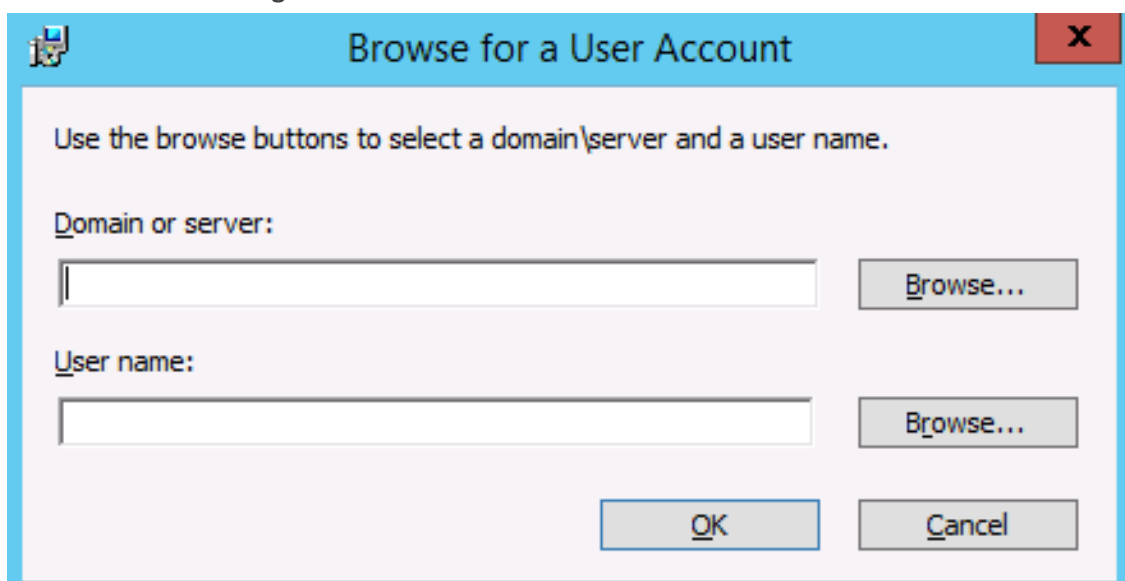 Browse for a User Account
x
Use the browse buttons to select a domain\server and a user name.
Domain or server:
Browse...
User name:
Browse...
OK
Cancel